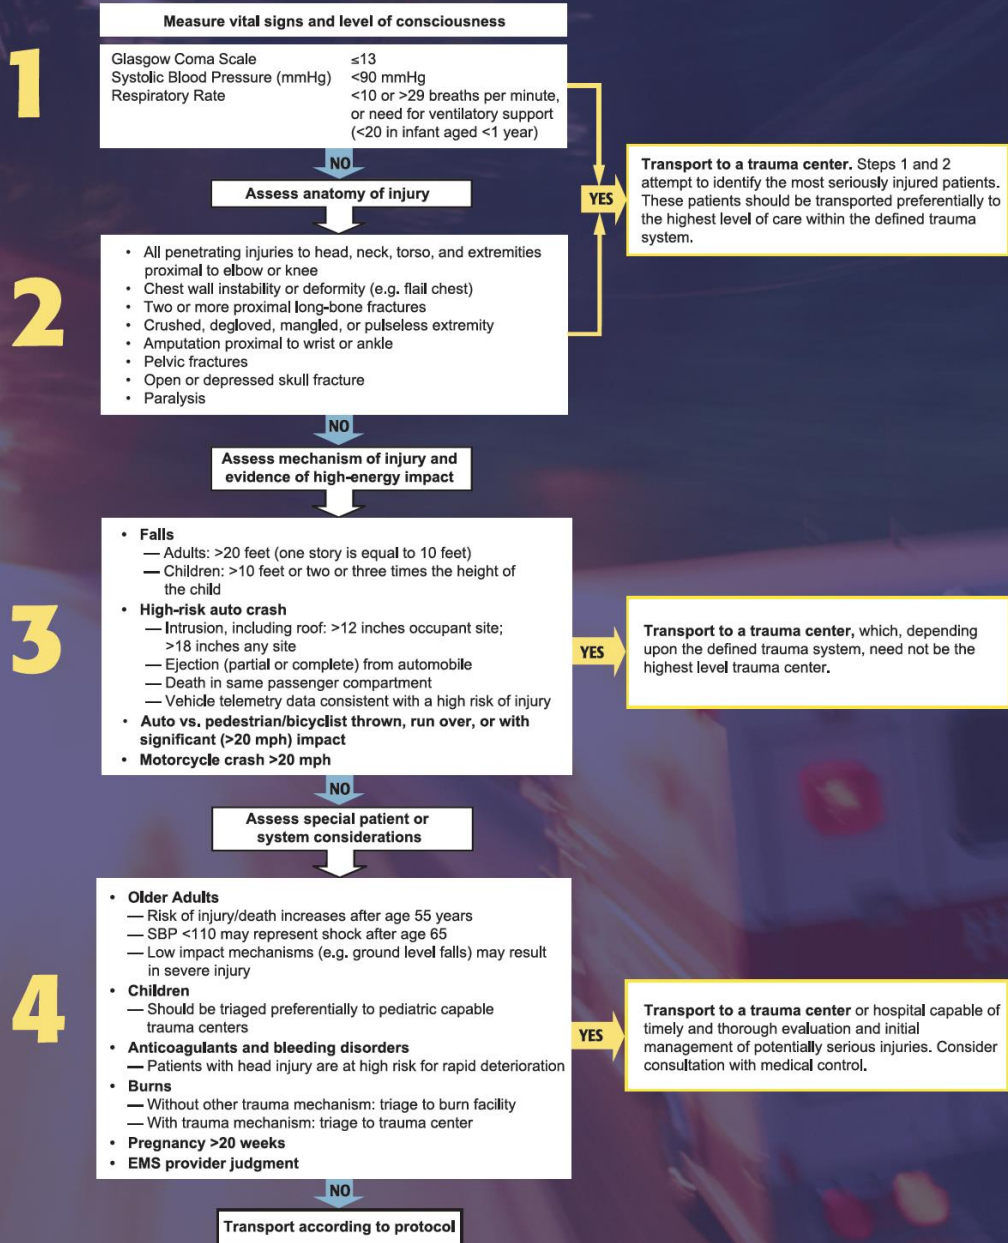 1
Measure vital signs and level of consciousness
Glasgow Coma Scale ≤13
Systolic Blood Pressure (mmHg) <90 mmHg
Respiratory Rate <10 or >29 breaths per minute,
or need for ventilatory support
(<20 in infant aged <1 year)
NO
YES
Transport to a trauma center. Steps 1 and 2
attempt to identify the most seriously injured patients.
These patients should be transported preferentially to
the highest level of care within the defined trauma
system.
Assess anatomy of injury
2
• All penetrating injuries to head, neck, torso, and extremities
proximal to elbow or knee
• Chest wall instability or deformity (e.g. flail chest)
• Two or more proximal long-bone fractures
• Crushed, degloved, mangled, or pulseless extremity
• Amputation proximal to wrist or ankle
• Pelvic fractures
• Open or depressed skull fracture
• Paralysis
NO
Assess mechanism of injury and
evidence of high-energy impact
3
• Falls
— Adults: >20 feet (one story is equal to 10 feet)
— Children: >10 feet or two or three times the height of
the child
• High-risk auto crash
— Intrusion, including roof: >12 inches occupant site;
>18 inches any site
— Ejection (partial or complete) from automobile
— Death in same passenger compartment
— Vehicle telemetry data consistent with a high risk of injury
• Auto vs. pedestrian/bicyclist thrown, run over, or with
significant (>20 mph) impact
• Motorcycle crash >20 mph
YES
Transport to a trauma center, which, depending
upon the defined trauma system, need not be the
highest level trauma center.
NO
Assess special patient or
system considerations
4
• Older Adults
— Risk of injury/death increases after age 55 years
— SBP <110 may represent shock after age 65
— Low impact mechanisms (e.g. ground level falls) may result
in severe injury
• Children
— Should be triaged preferentially to pediatric capable
trauma centers
• Anticoagulants and bleeding disorders
— Patients with head injury are at high risk for rapid deterioration
• Burns
— Without other trauma mechanism: triage to burn facility
— With trauma mechanism: triage to trauma center
• Pregnancy >20 weeks
• EMS provider judgment
YES
Transport to a trauma center or hospital capable of
timely and thorough evaluation and initial
management of potentially serious injuries. Consider
consultation with medical control.
NO
Transport according to protocol